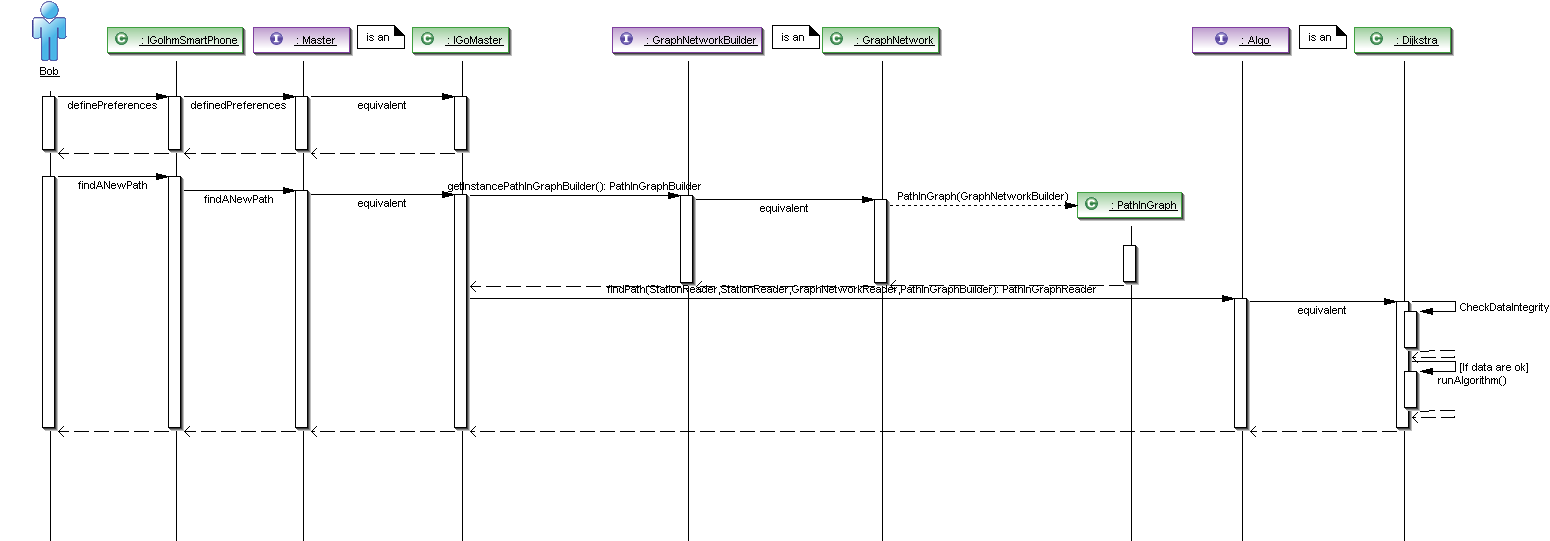 Bob
C : IGoIhmSmartPhone
I : Master
is an
C : IGoMaster
I : GraphNetworkBuilder
is an
C : GraphNetwork
I : Algo
is an
C : Dijkstra
definePreferences
definedPreferences
equivalent
findANewPath
findANewPath
equivalent
getInstancePathInGraphBuilder(): PathInGraphBuilder
equivalent
PathInGraph(GraphNetworkBuilder)
C : PathInGraph
findPath(StationReader,StationReader,GraphNetworkReader,PathInGraphBuilder): PathInGraphReader
equivalent
CheckDataIntegrity
[If data are ok]
runAlgorithm()